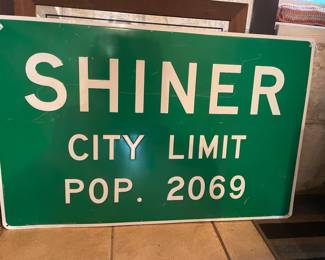 SHINER
CITY LIMIT
POP. 2069